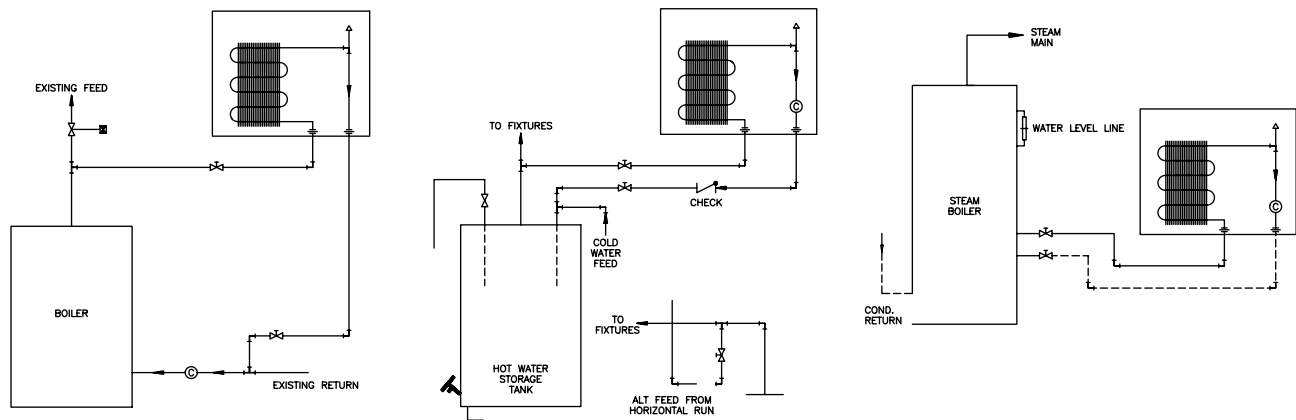 EXISTING FEED
BOILER
C
EXISTING RETURN
TO FIXTURES
C
CHECK
COLD
WATER
FEED
HOT WATER
STORAGE
TANK
TO
FIXTURES
ALT FEED FROM
HORIZONTAL RUN
STEAM
MAIN
WATER LEVEL LINE
STEAM
BOILER
C
COND.
RETURN